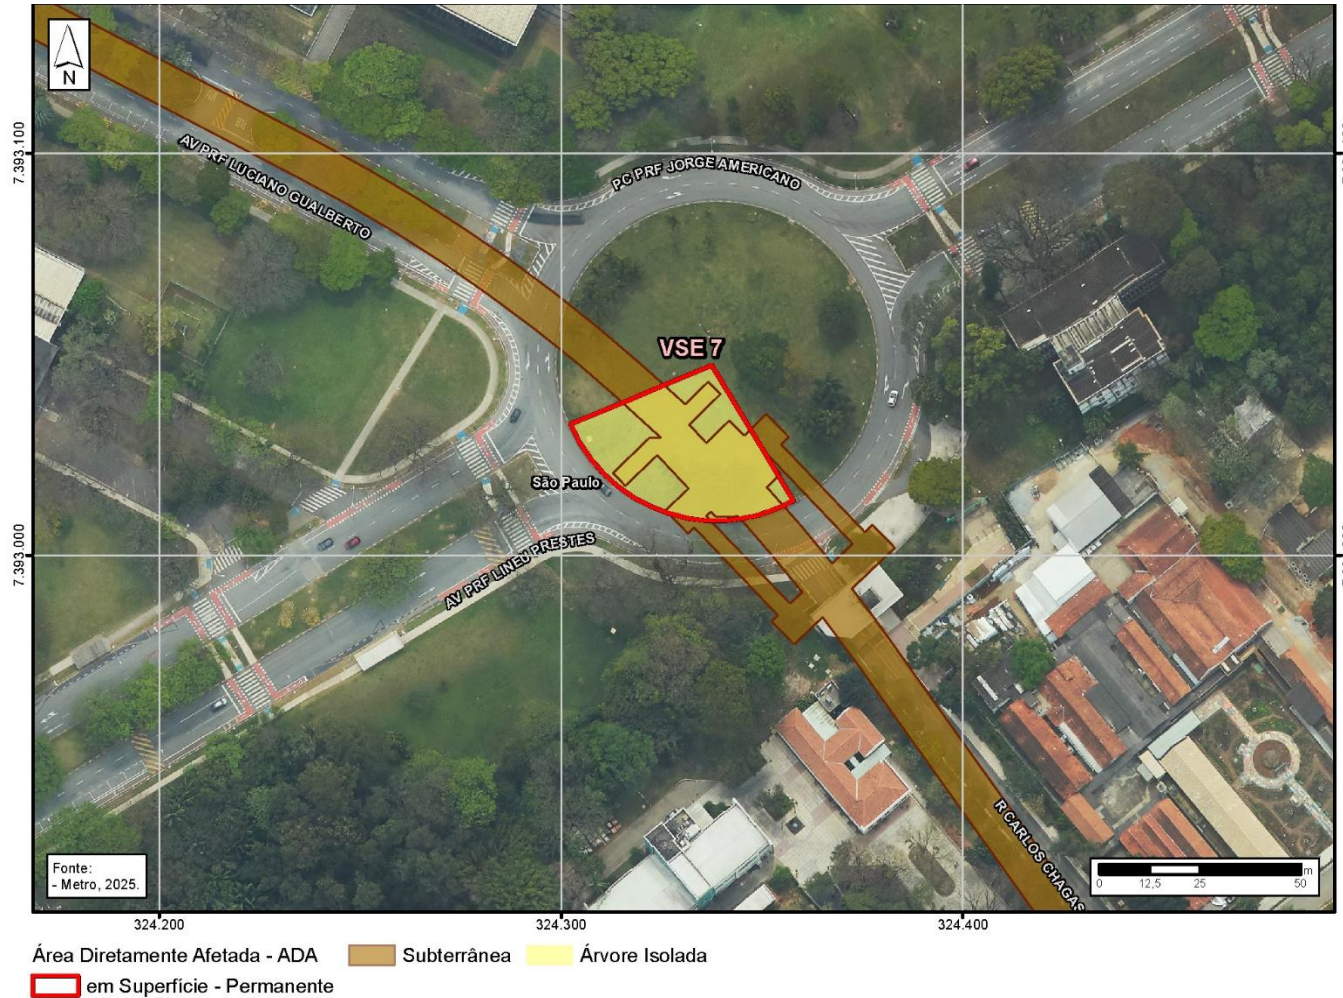 N
AV PRF LUCIANO GUALBERTO
PC PRF JORGE AMERICANO
VSE 7
São Paulo
AV PRF LINEU PRESTES
R CARLOS CHAGAS
7.393.100
7.393.000
Fonte:
- Metro, 2025.
m
0 12,5 25 50
324.200 324.300 324.400
Área Diretamente Afetada - ADA Subterrânea Árvore Isolada
em Superfície - Permanente